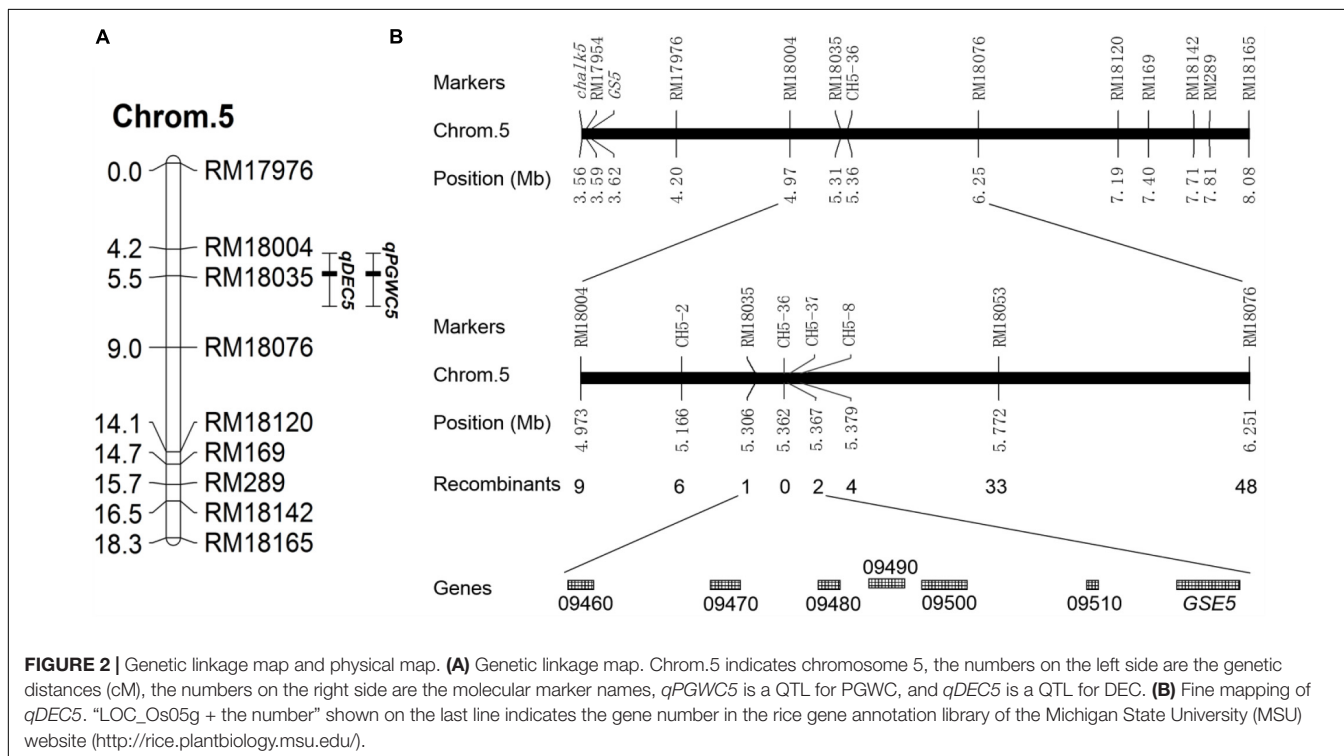 A
Chrom.5
0.0 RM17976
4.2 RM18004
5.5 RM18035
9.0 RM18076
14.1 RM18120
14.7 RM169
15.7 RM289
16.5 RM18142
18.3 RM18165
qDEC5
qPGWC5
B
Markers chalk5 RM17954 GS5 RM17976 RM18004 RM18035 CH5-36 RM18076 RM18120 RM169 RM18142 RM289 RM18165
Chrom.5
Position (Mb) 3.56 3.59 3.62 4.20 4.97 5.31 5.36 6.25 7.19 7.40 7.71 7.81 8.08
Markers RM18004 CH5-2 RM18035 CH5-36 CH5-37 CH5-8 RM18053 RM18076
Chrom.5
Position (Mb) 4.973 5.166 5.306 5.362 5.367 5.379 5.772 6.251
Recombinants 9 6 1 0 2 4 33 48
09490
Genes
09460 09470 09480 09500 09510 GSE5
FIGURE 2 | Genetic linkage map and physical map. (A) Genetic linkage map. Chrom.5 indicates chromosome 5, the numbers on the left side are the genetic
distances (cM), the numbers on the right side are the molecular marker names, qPGWC5 is a QTL for PGWC, and qDEC5 is a QTL for DEC. (B) Fine mapping of
qDEC5. “LOC_Os05g + the number” shown on the last line indicates the gene number in the rice gene annotation library of the Michigan State University (MSU)
website (http://rice.plantbiology.msu.edu/).